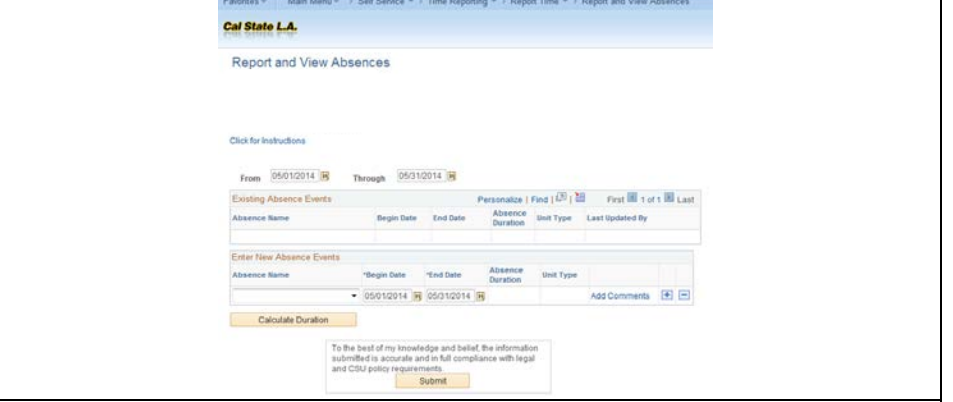 Favorites Main Menu > Self Service > Time Reporting > Report Time > Report and View Absences
Cal State L.A.
Report and View Absences
Click for Instructions
From 05/01/2014 Through 05/31/2014
Existing Absence Events Personalize | Find | | First 1 of 1 Last
Absence Name Begin Date End Date Absence Duration Unit Type Last Updated By
Enter New Absence Events
Absence Name *Begin Date *End Date Absence Duration Unit Type
05/01/2014 05/31/2014 Add Comments
Calculate Duration
To the best of my knowledge and belief, the information
submitted is accurate and in full compliance with legal
and CSU policy requirements.
Submit